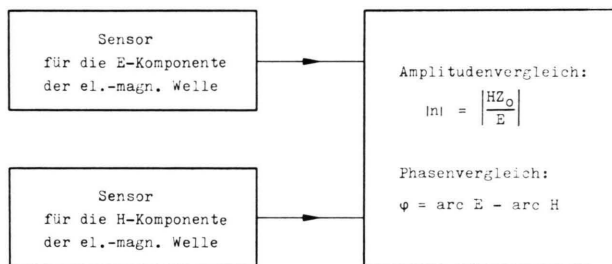 Sensor
für die E-Komponente
der el.-magn. Welle
Sensor
für die H-Komponente
der el.-magn. Welle
Amplitudenvergleich:
|n| = |HZ₀/E|
Phasenvergleich:
φ = arc E - arc H